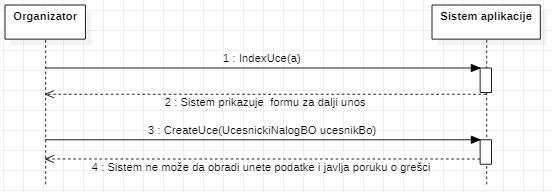 Organizator
Sistem aplikacije
1 : IndexUce(a)
2 : Sistem prikazuje formu za dalji unos
3 : CreateUce(UcesnickiNalogBO ucesnikBo)
4 : Sistem ne može da obradi unete podatke i javlja poruku o grešci